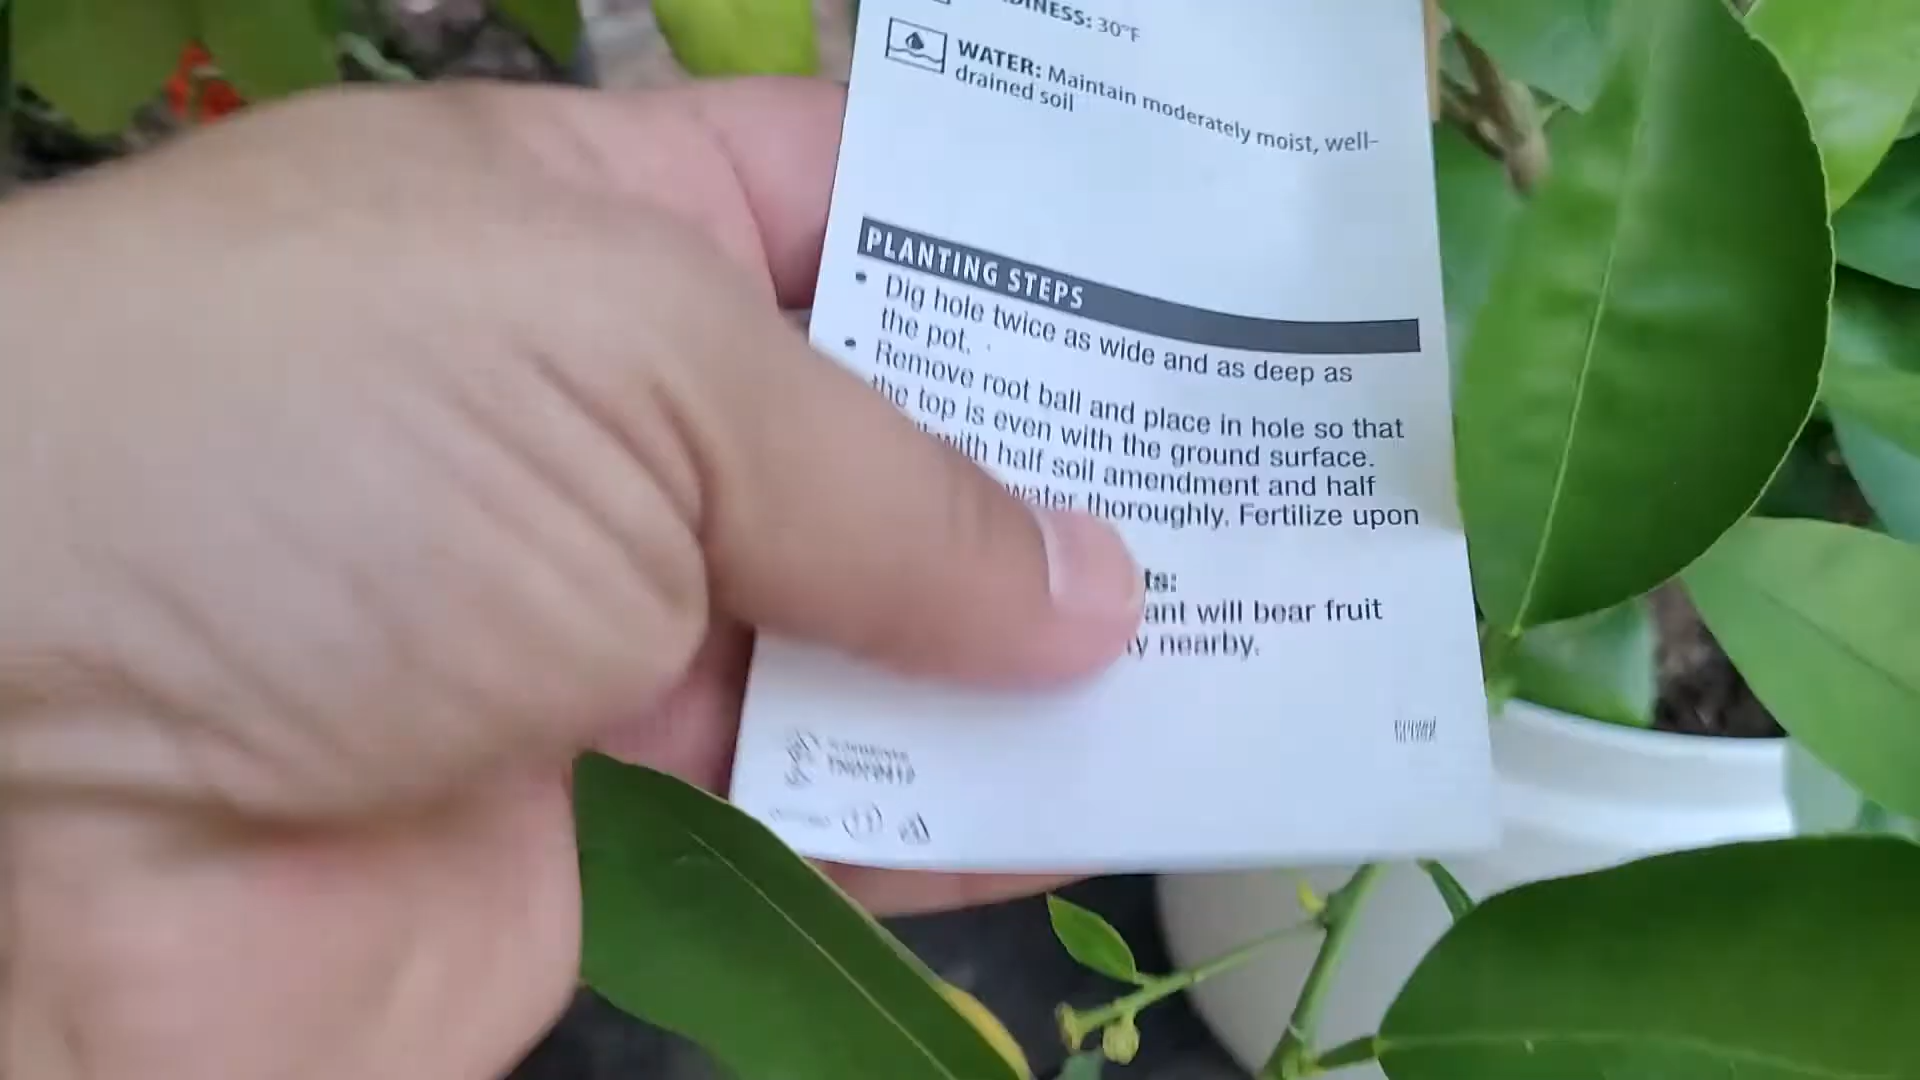 DINESS: 30°F
WATER: Maintain moderately moist, well-
drained soil
PLANTING STEPS
• Dig hole twice as wide and as deep as
the pot.
• Remove root ball and place in hole so that
the top is even with the ground surface.
with half soil amendment and half
water thoroughly. Fertilize upon
ts:
ant will bear fruit
ly nearby.